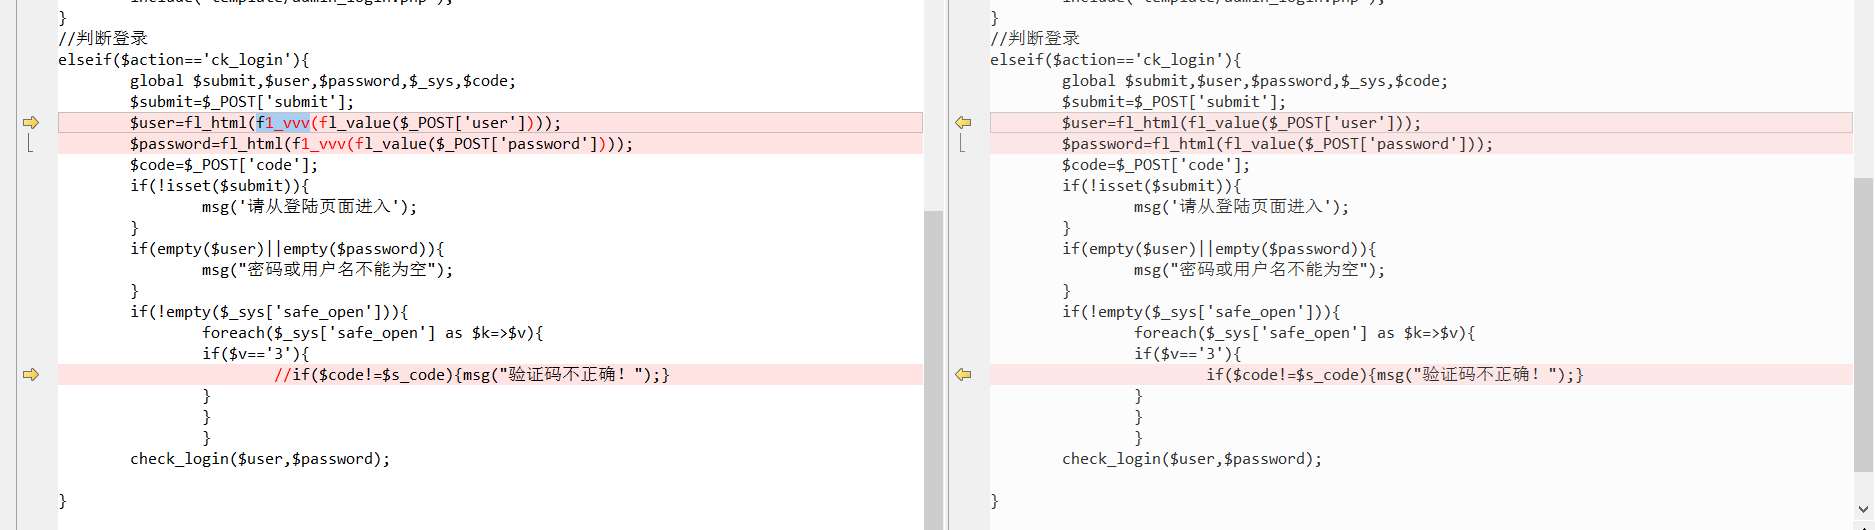 }
//判断登录
elseif($action=='ck_login'){
global $submit,$user,$password,$_sys,$code;
$submit=$_POST['submit'];
$user=fl_html(f1_vvv(fl_value($_POST['user'])));
$password=fl_html(f1_vvv(fl_value($_POST['password'])));
$code=$_POST['code'];
if(!isset($submit)){
msg('请从登陆页面进入');
}
if(empty($user)||empty($password)){
msg("密码或用户名不能为空");
}
if(!empty($_sys['safe_open'])){
foreach($_sys['safe_open'] as $k=>$v){
if($v=='3'){
//if($code!=$s_code){msg("验证码不正确！");}
}
}
}
check_login($user,$password);
}
}
//判断登录
elseif($action=='ck_login'){
global $submit,$user,$password,$_sys,$code;
$submit=$_POST['submit'];
$user=fl_html(fl_value($_POST['user']));
$password=fl_html(fl_value($_POST['password']));
$code=$_POST['code'];
if(!isset($submit)){
msg('请从登陆页面进入');
}
if(empty($user)||empty($password)){
msg("密码或用户名不能为空");
}
if(!empty($_sys['safe_open'])){
foreach($_sys['safe_open'] as $k=>$v){
if($v=='3'){
if($code!=$s_code){msg("验证码不正确！");}
}
}
}
check_login($user,$password);
}